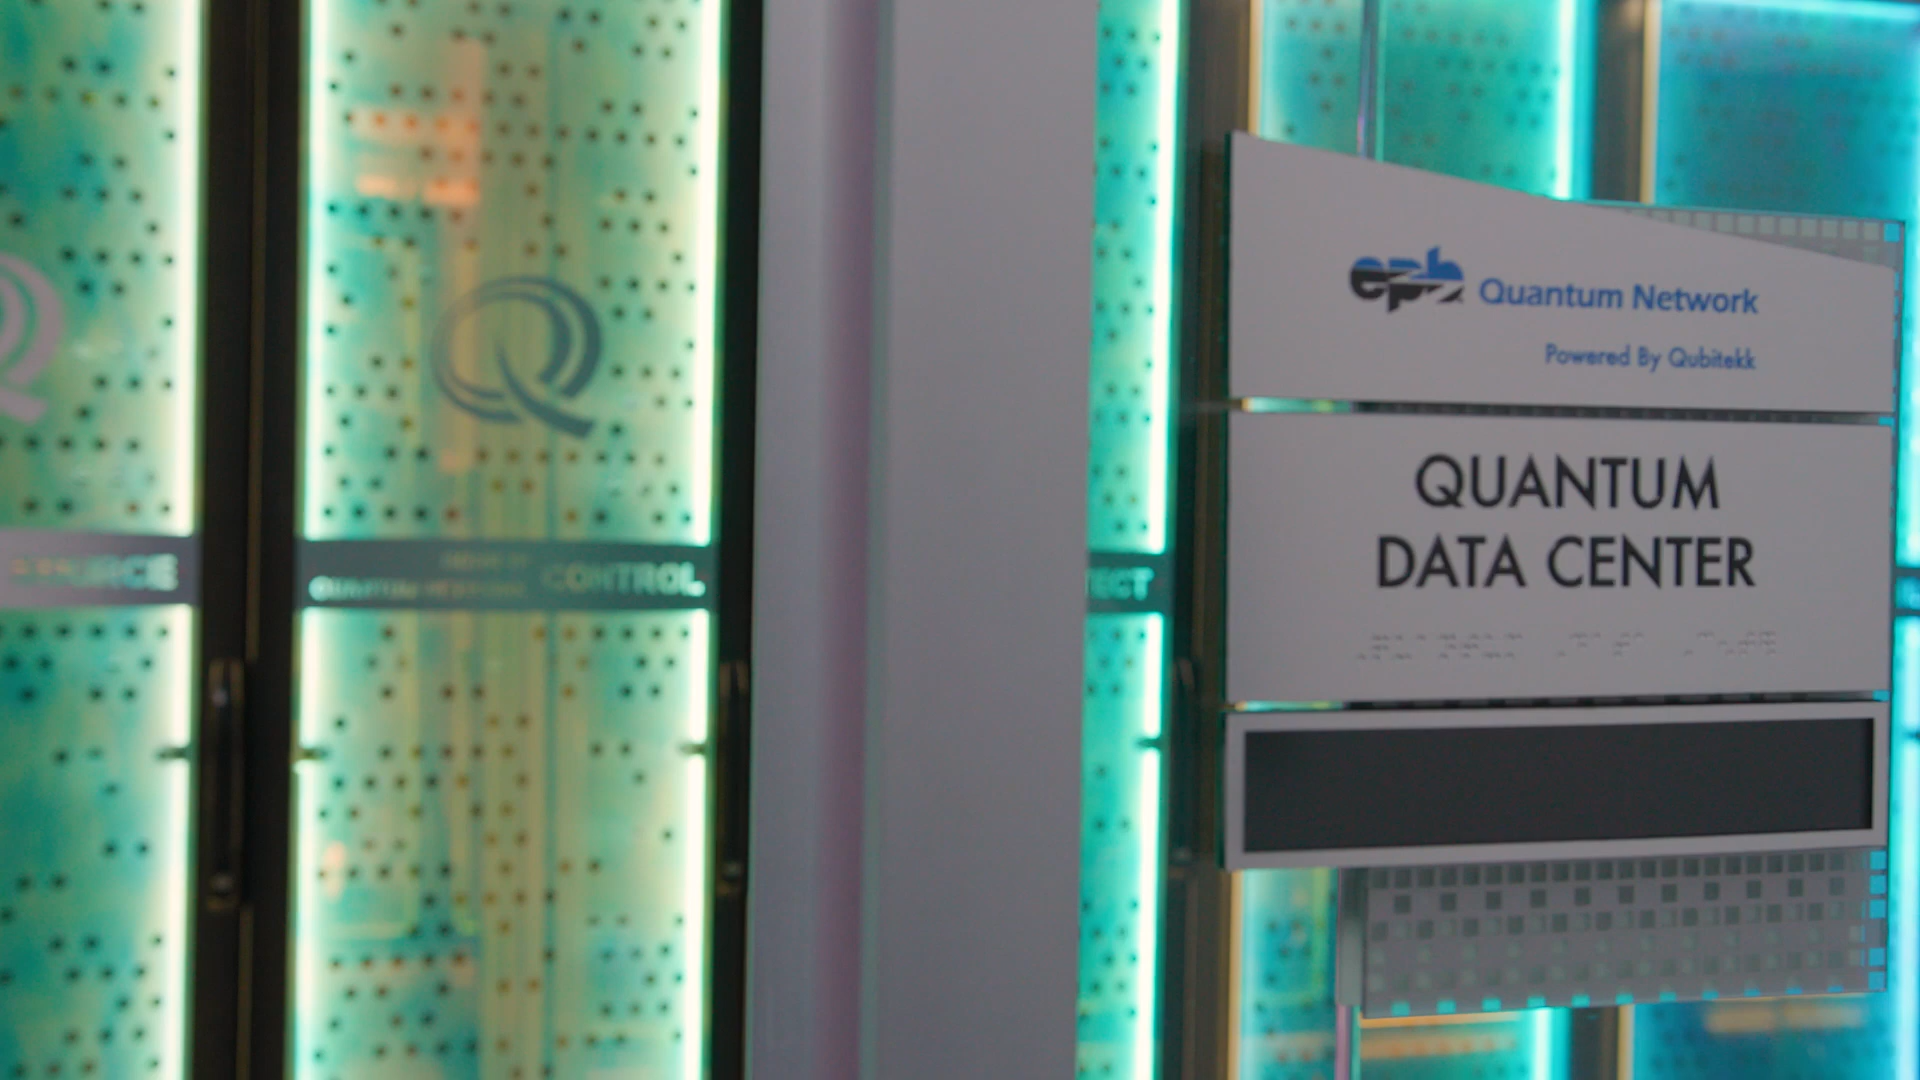 Q
Q
CONTROL
epb Quantum Network
Powered By Qubitekk
QUANTUM
DATA CENTER